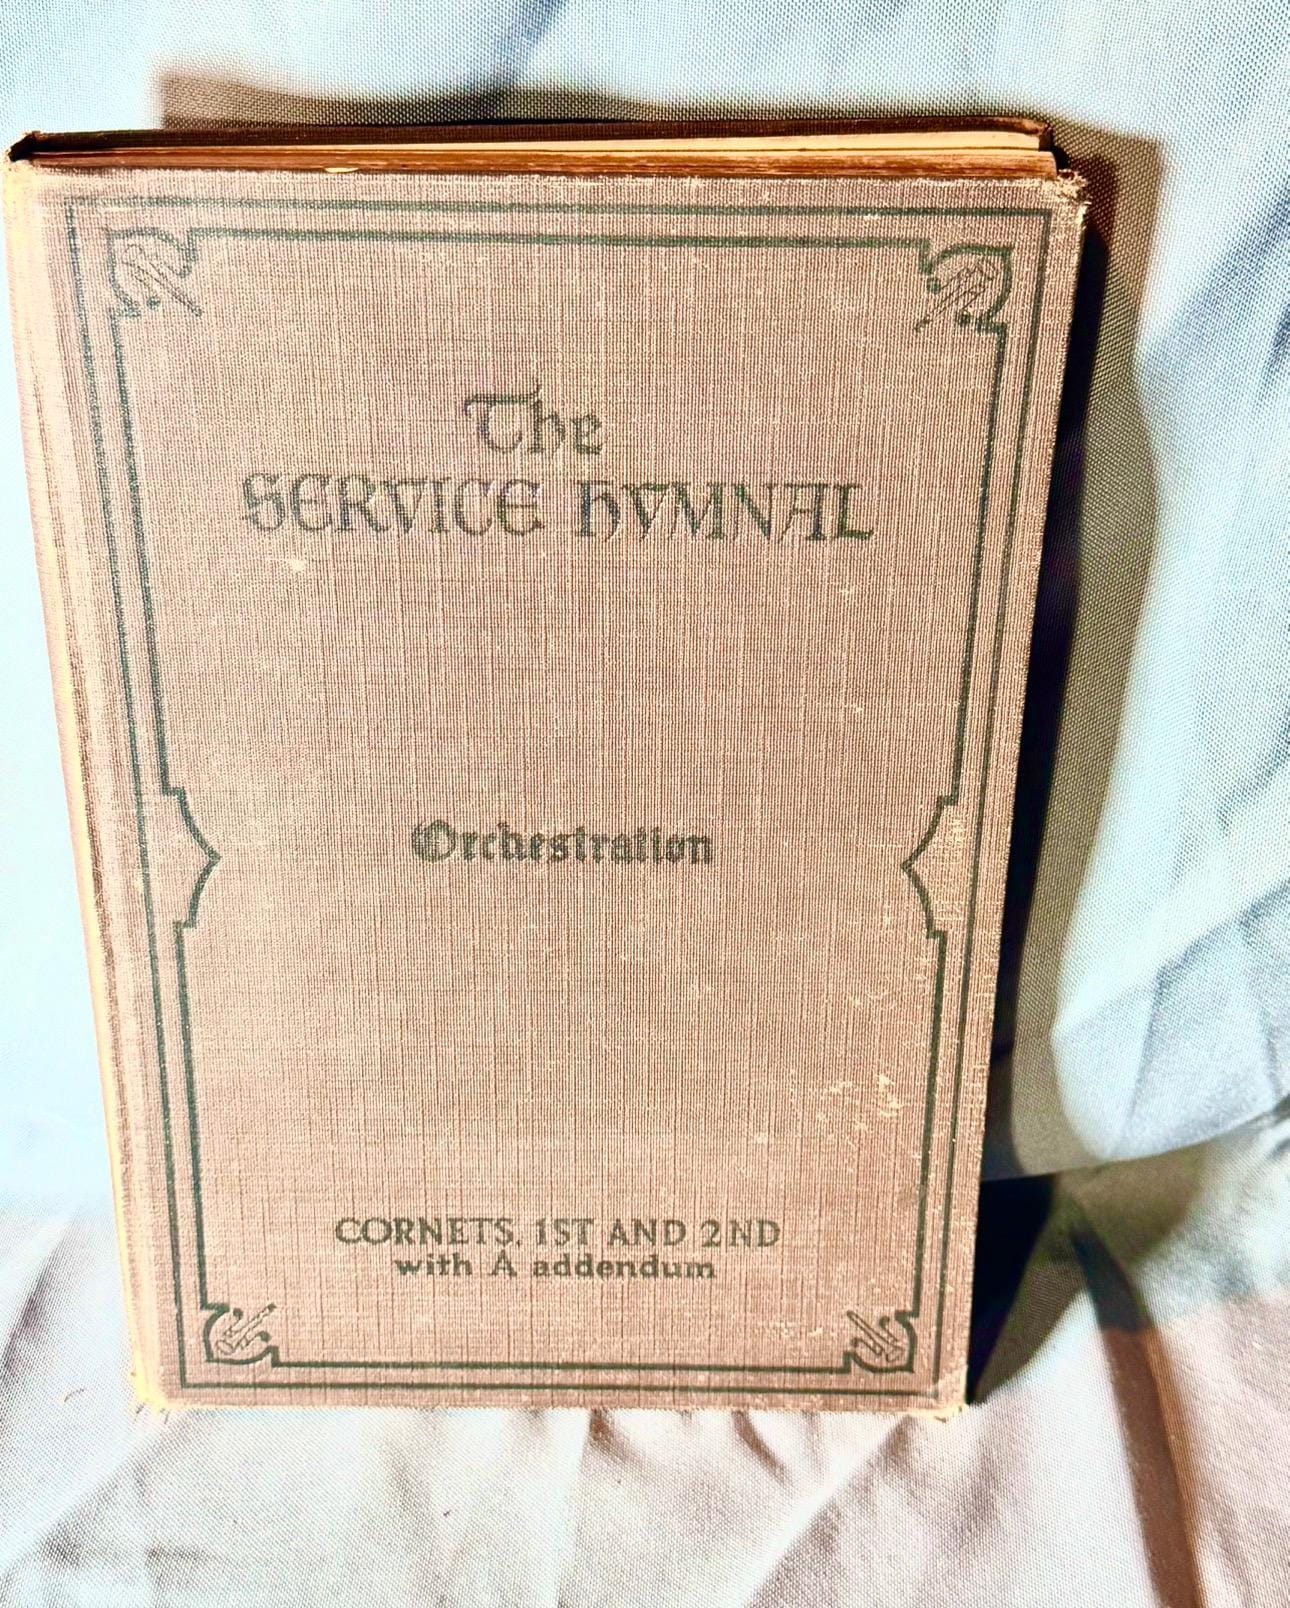 The
SERVICE HYMNAL
Orchestration
CORNETS, 1ST AND 2ND
with A addendum